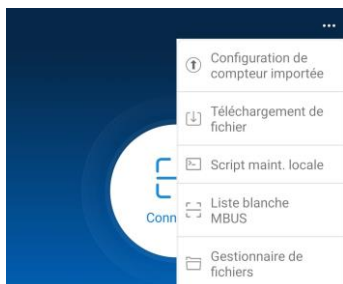 Configuration de
compteur importée
Téléchargement de
fichier
Script maint. locale
Conn
Liste blanche
MBUS
Gestionnaire de
fichiers